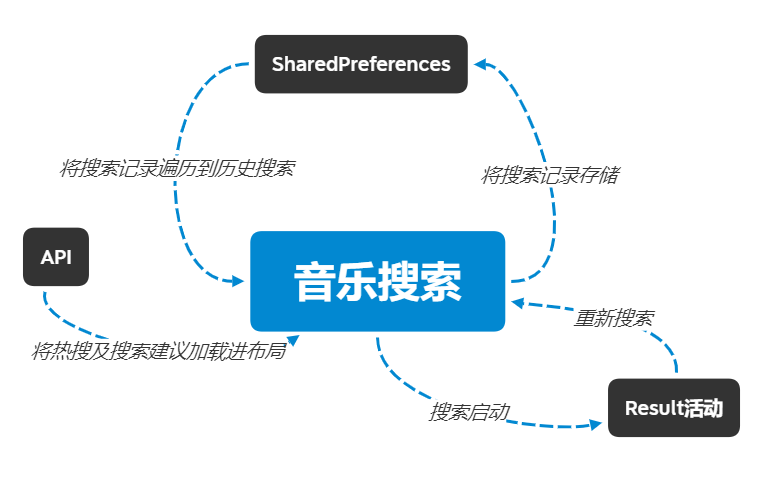 SharedPreferences
将搜索记录遍历到历史搜索
将搜索记录存储
API
音乐搜索
重新搜索
将热搜及搜索建议加载进布局
搜索启动
Result活动